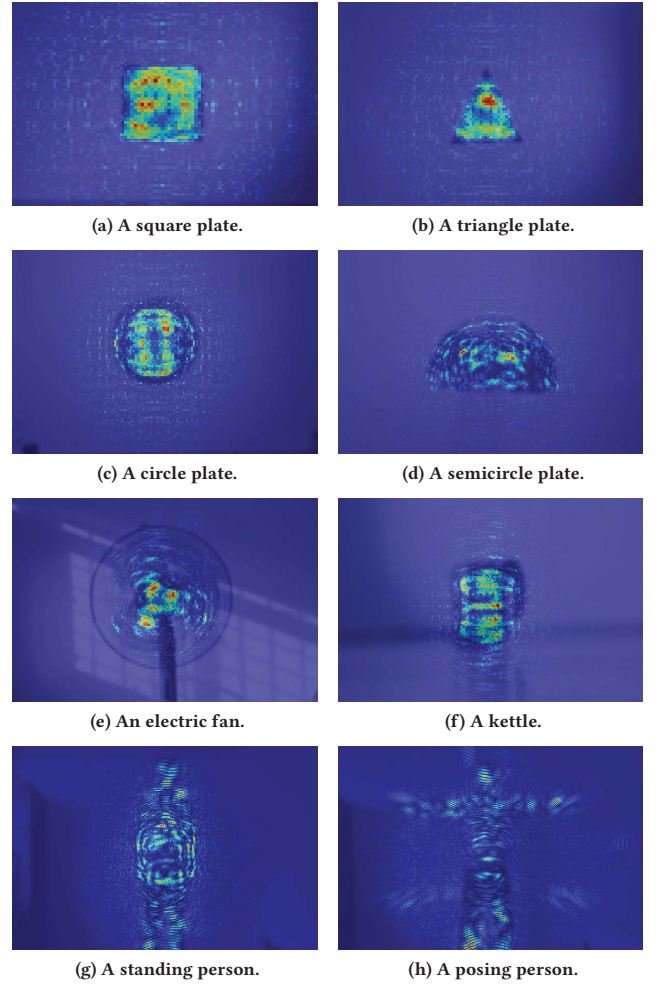 (a) A square plate.
(b) A triangle plate.
(c) A circle plate.
(d) A semicircle plate.
(e) An electric fan.
(f) A kettle.
(g) A standing person.
(h) A posing person.